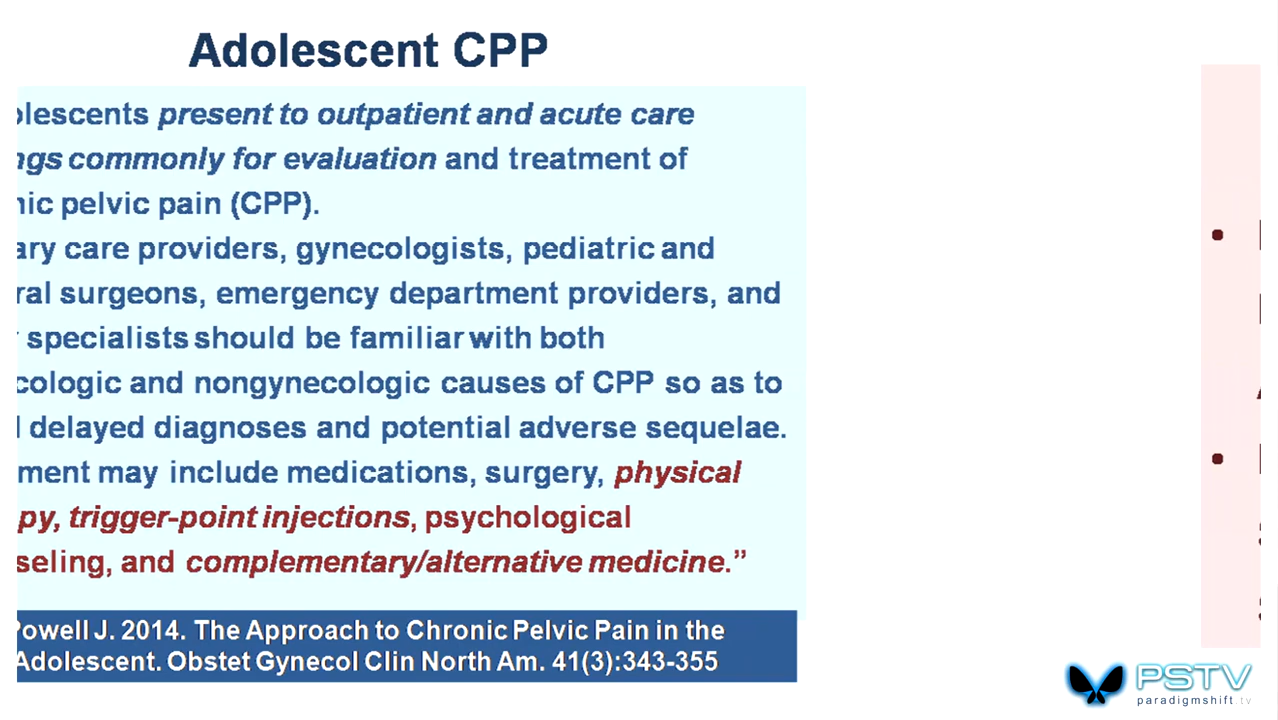 Adolescent CPP
olescents present to outpatient and acute care
ngs commonly for evaluation and treatment of
nic pelvic pain (CPP).
ary care providers, gynecologists, pediatric and
ral surgeons, emergency department providers, and
specialists should be familiar with both
cologic and nongynecologic causes of CPP so as to
delayed diagnoses and potential adverse sequelae.
ment may include medications, surgery, physical
py, trigger-point injections, psychological
seling, and complementary/alternative medicine.”
Powell J. 2014. The Approach to Chronic Pelvic Pain in the
Adolescent. Obstet Gynecol Clin North Am. 41(3):343-355
•
•
PSTV
paradigmshift.tv